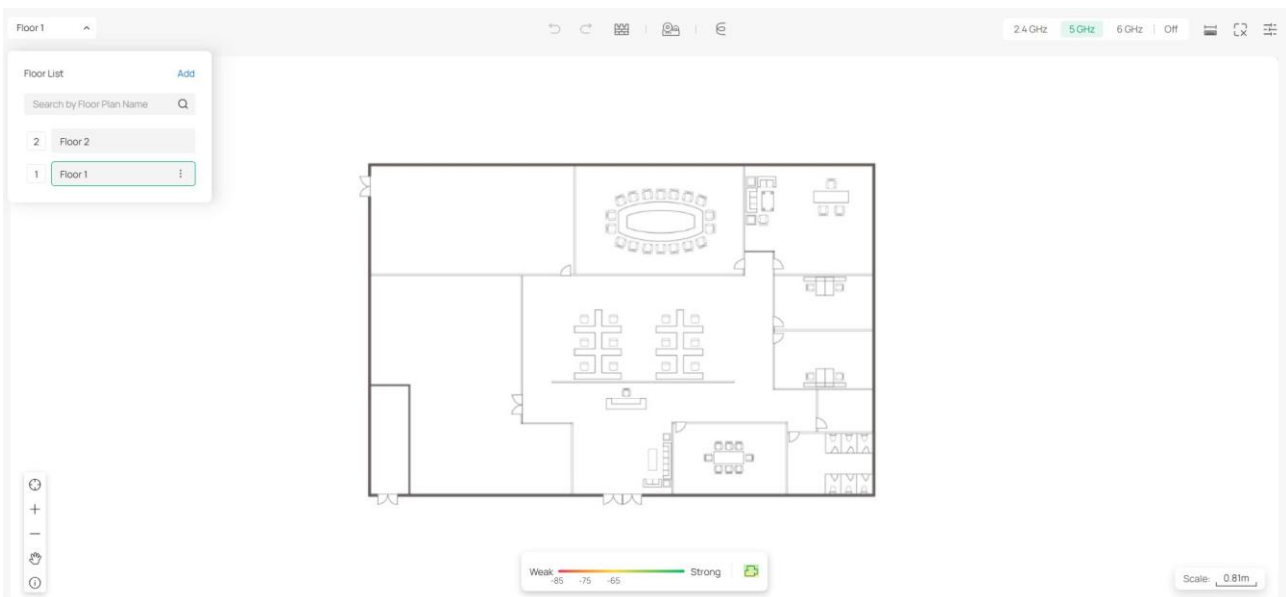 Floor 1
2.4 GHz 5 GHz 6 GHz Off
Floor List Add
Search by Floor Plan Name
2 Floor 2
1 Floor 1
Weak Strong
-85 -75 -65
Scale: 0.81m